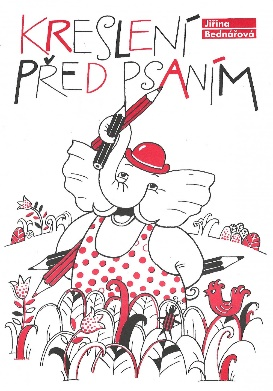 KRESLENÍ
PŘED PSANÍM
Jiřina
Bednářová